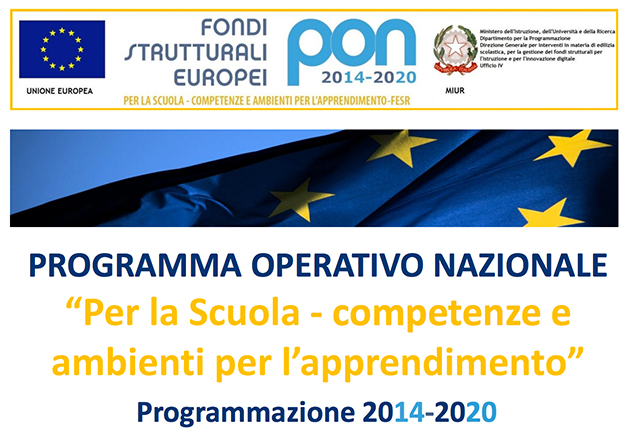 FONDI
STRUTTURALI
EUROPEI
pon
2014-2020
UNIONE EUROPEA
PER LA SCUOLA - COMPETENZE E AMBIENTI PER L'APPRENDIMENTO-FESR
MIUR
Ministero dell'Istruzione, dell'Università e della Ricerca
Dipartimento per la Programmazione
Direzione Generale per interventi in materia di edilizia
scolastica, per la gestione dei fondi strutturali per
l'istruzione e per l'innovazione digitale
Ufficio IV
PROGRAMMA OPERATIVO NAZIONALE
“Per la Scuola - competenze e
ambienti per l’apprendimento”
Programmazione 2014-2020